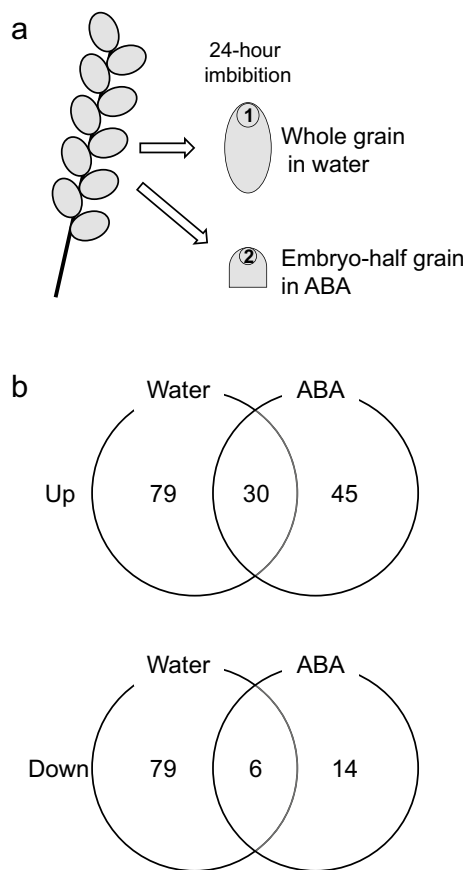 a
24-hour
imbibition
1
Whole grain
in water
2
Embryo-half grain
in ABA
b
Water ABA
Up 79 30 45
Water ABA
Down 79 6 14